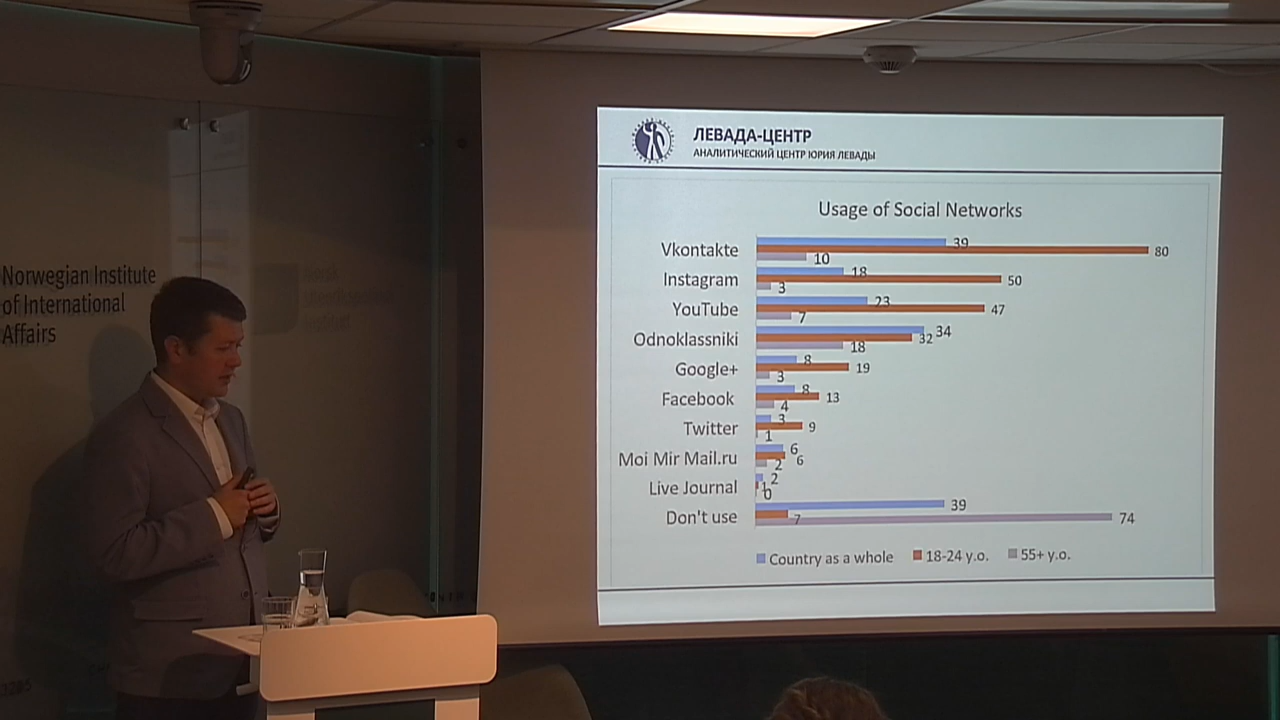 Norwegian Institute
of International
Affairs
ЛЕВАДА-ЦЕНТР
АНАЛИТИЧЕСКИЙ ЦЕНТР ЮРИЯ ЛЕВАДЫ
Usage of Social Networks
Vkontakte 39 80 10
Instagram 18 50 3
YouTube 23 47 7
Odnoklassniki 34 32 18
Google+ 8 19 3
Facebook 8 13 4
Twitter 3 9 1
Moi Mir Mail.ru 6 6 2
Live Journal 2 1 0
Don't use 39 7 74
Country as a whole 18-24 y.o. 55+ y.o.